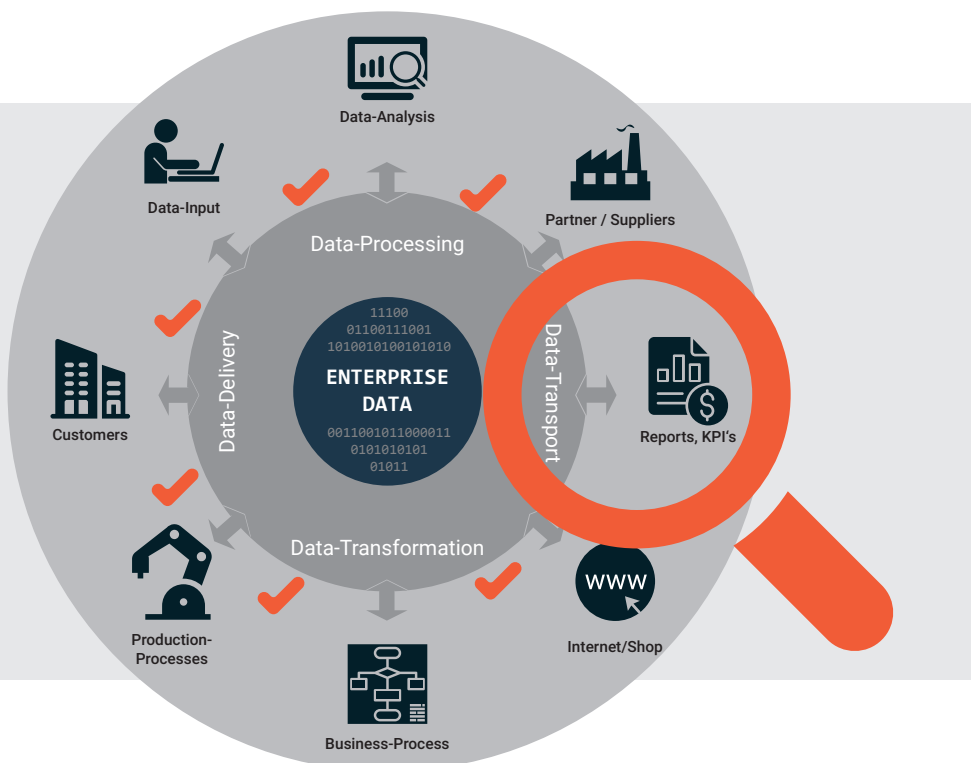 Data-Analysis
Data-Input
Partner / Suppliers
Data-Processing
11100
01100111001
1010010100101010
ENTERPRISE
DATA
0011001011000011
0101010101
01011
Data-Delivery
Data-Transport
Customers
Reports, KPI‘s
Data-Transformation
www
Production-
Processes
Internet/Shop
Business-Process